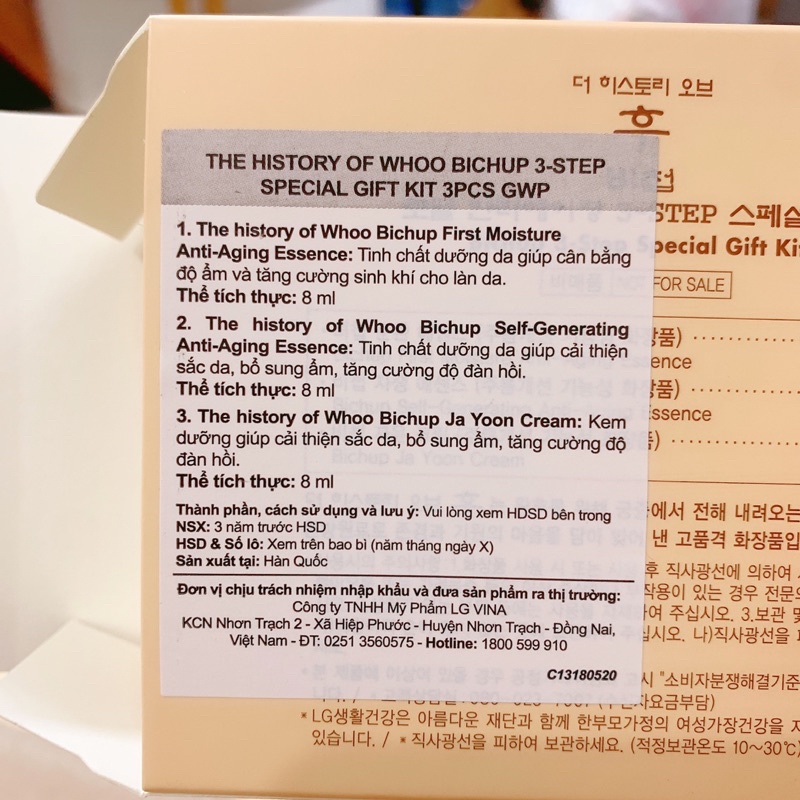 더 히스토리 오브
후
THE HISTORY OF WHOO BICHUP 3-STEP
SPECIAL GIFT KIT 3PCS GWP
-STEP 스페셜
Special Gift Ki
FOR SALE
1. The history of Whoo Bichup First Moisture
Anti-Aging Essence: Tinh chất dưỡng da giúp cân bằng
độ ẩm và tăng cường sinh khí cho làn da.
Thể tích thực: 8 ml
2. The history of Whoo Bichup Self-Generating
Anti-Aging Essence: Tinh chất dưỡng da giúp cải thiện
sắc da, bổ sung ẩm, tăng cường độ đàn hồi.
Thể tích thực: 8 ml
3. The history of Whoo Bichup Ja Yoon Cream: Kem
dưỡng giúp cải thiện sắc da, bổ sung ẩm, tăng cường độ
đàn hồi.
Thể tích thực: 8 ml
Thành phần, cách sử dụng và lưu ý: Vui lòng xem HDSD bên trong
NSX: 3 năm trước HSD
HSD & Số lô: Xem trên bao bì (năm tháng ngày X)
Sản xuất tại: Hàn Quốc
Đơn vị chịu trách nhiệm nhập khẩu và đưa sản phẩm ra thị trường:
Công ty TNHH Mỹ Phẩm LG VINA
KCN Nhơn Trạch 2 - Xã Hiệp Phước - Huyện Nhơn Trạch - Đồng Nai,
Việt Nam - ĐT: 0251 3560575 - Hotline: 1800 599 910
C13180520
장품)
ssence
장품)
ssence
에서 전해 내려오는
낸 고품격 화장품입
후 직사광선에 의하여
작용이 있는 경우 전문
하여 주십시오. 3.보관 및
십시오. 나)직사광선을
고시 "소비자분쟁해결기준
* LG생활건강은 아름다운 재단과 함께 한부모가정의 여성가장건강을 지
있습니다. / * 직사광선을 피하여 보관하세요. (적정보관온도 10~30℃)